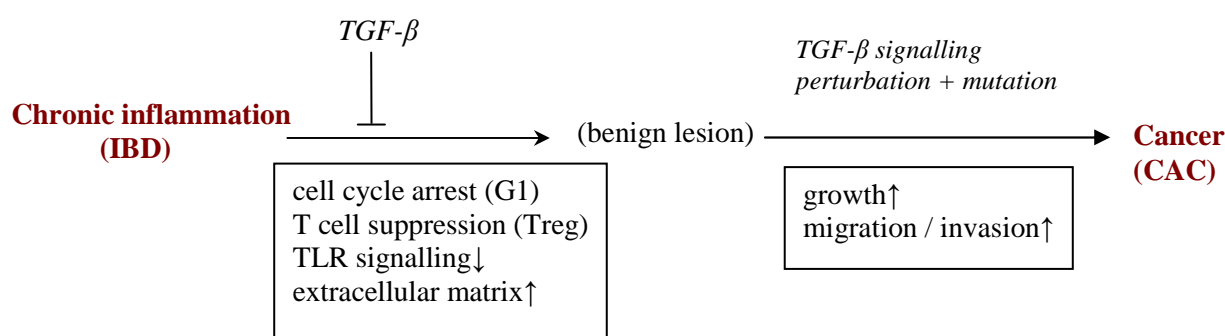 TGF-β
TGF-β signalling
perturbation + mutation
Chronic inflammation
(IBD)
(benign lesion)
Cancer
(CAC)
cell cycle arrest (G1)
T cell suppression (Treg)
TLR signalling↓
extracellular matrix↑
growth↑
migration / invasion↑